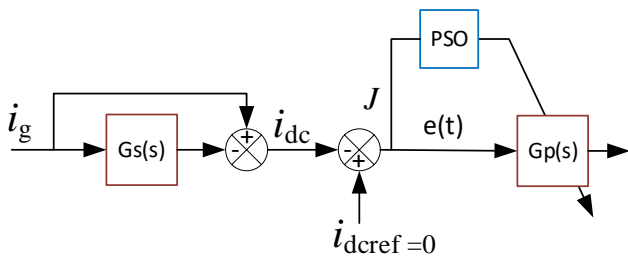 PSO
J
i_g
Gs(s)
+
-
i_dc
-
+
e(t)
Gp(s)
i_dcref =0